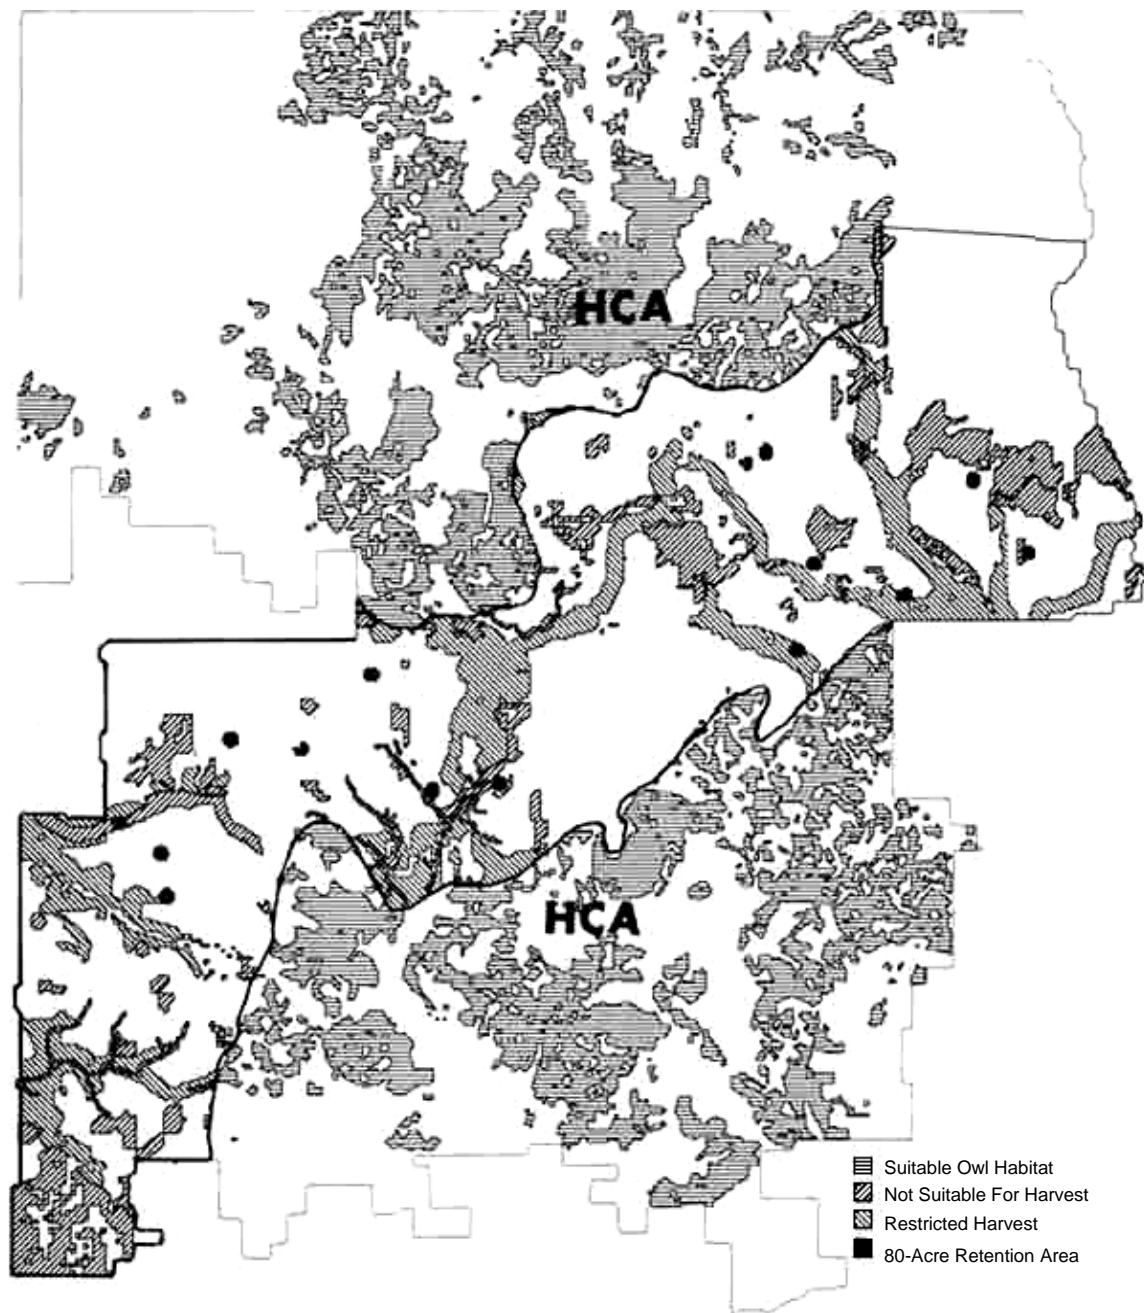 HCA
HCA
Suitable Owl Habitat
Not Suitable For Harvest
Restricted Harvest
80-Acre Retention Area